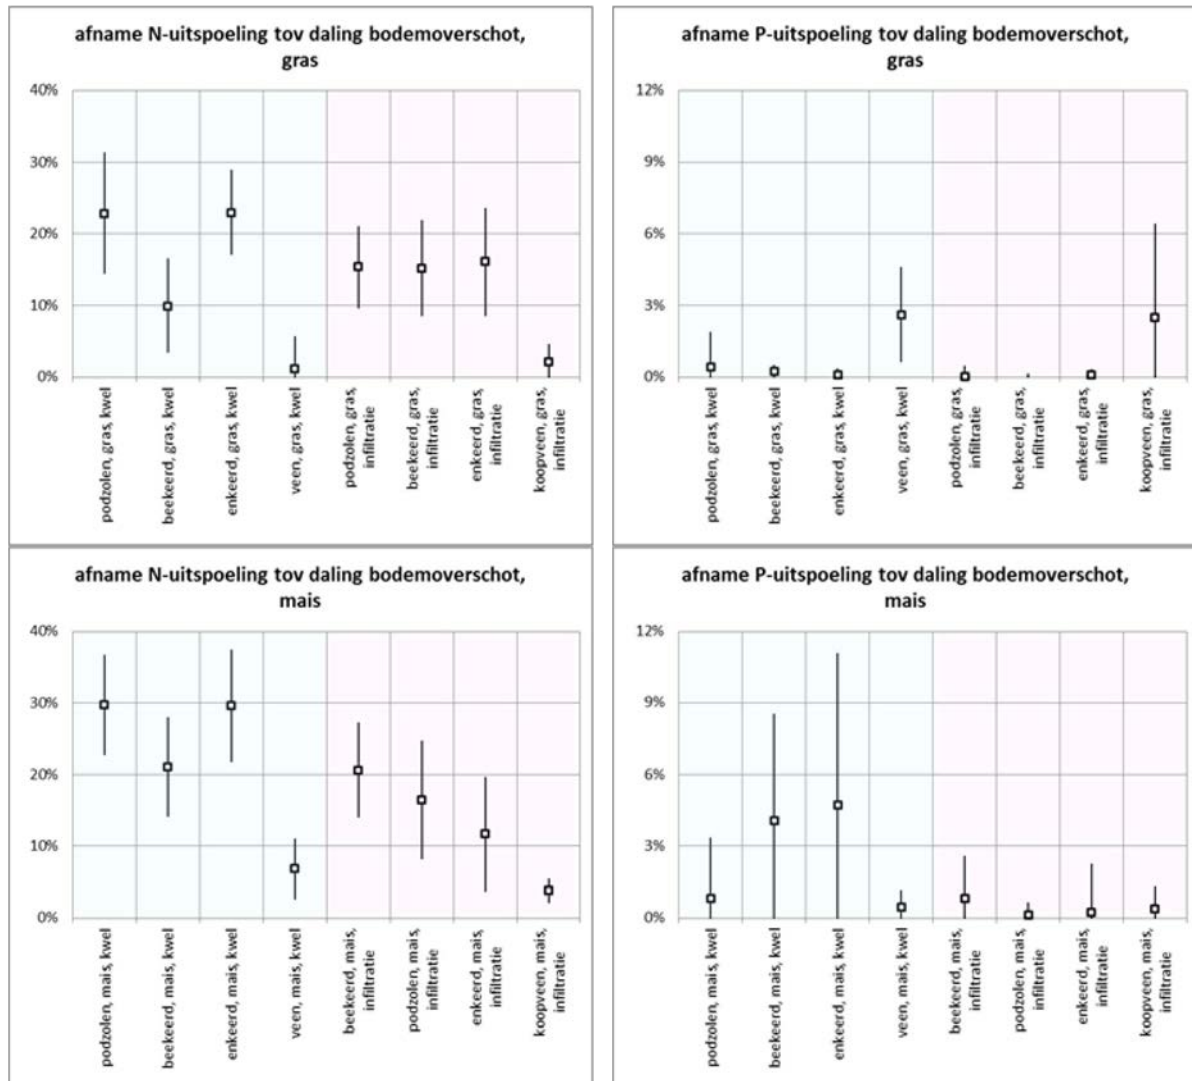 afname N-uitspoeling tov daling bodemoverschot,
gras
40%
30%
20%
10%
0%
podzolen, gras, kwel
beekeerd, gras, kwel
enkeerd, gras, kwel
veen, gras, kwel
podzolen, gras,
infiltratie
beekeerd, gras,
infiltratie
enkeerd, gras,
infiltratie
koopveen, gras,
infiltratie
afname P-uitspoeling tov daling bodemoverschot,
gras
12%
9%
6%
3%
0%
podzolen, gras, kwel
beekeerd, gras, kwel
enkeerd, gras, kwel
veen, gras, kwel
podzolen, gras,
infiltratie
beekeerd, gras,
infiltratie
enkeerd, gras,
infiltratie
koopveen, gras,
infiltratie
afname N-uitspoeling tov daling bodemoverschot,
mais
40%
30%
20%
10%
0%
podzolen, mais, kwel
beekeerd, mais, kwel
enkeerd, mais, kwel
veen, mais, kwel
beekeerd, mais,
infiltratie
podzolen, mais,
infiltratie
enkeerd, mais,
infiltratie
koopveen, mais,
infiltratie
afname P-uitspoeling tov daling bodemoverschot,
mais
12%
9%
6%
3%
0%
podzolen, mais, kwel
beekeerd, mais, kwel
enkeerd, mais, kwel
veen, mais, kwel
beekeerd, mais,
infiltratie
podzolen, mais,
infiltratie
enkeerd, mais,
infiltratie
koopveen, mais,
infiltratie